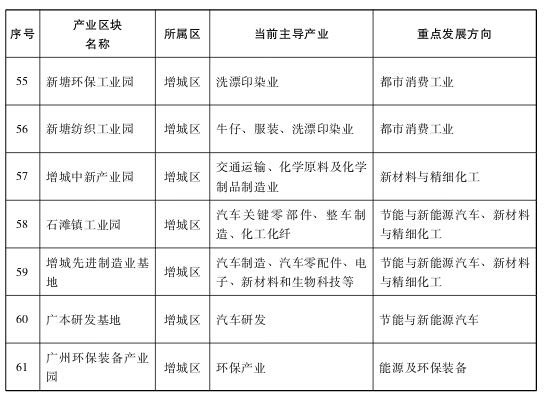 序号 产业区块名称 所属区 当前主导产业 重点发展方向
55 新塘环保工业园 增城区 洗漂印染业 都市消费工业
56 新塘纺织工业园 增城区 牛仔、服装、洗漂印染业 都市消费工业
57 增城中新产业园 增城区 交通运输、化学原料及化学制品制造业 新材料与精细化工
58 石滩镇工业园 增城区 汽车关键零部件、整车制造、化工化纤 节能与新能源汽车、新材料与精细化工
59 增城先进制造业基地 增城区 汽车制造、汽车零配件、电子、新材料和生物科技等 节能与新能源汽车、新材料与精细化工
60 广本研发基地 增城区 汽车研发 节能与新能源汽车
61 广州环保装备产业园 增城区 环保产业 能源及环保装备